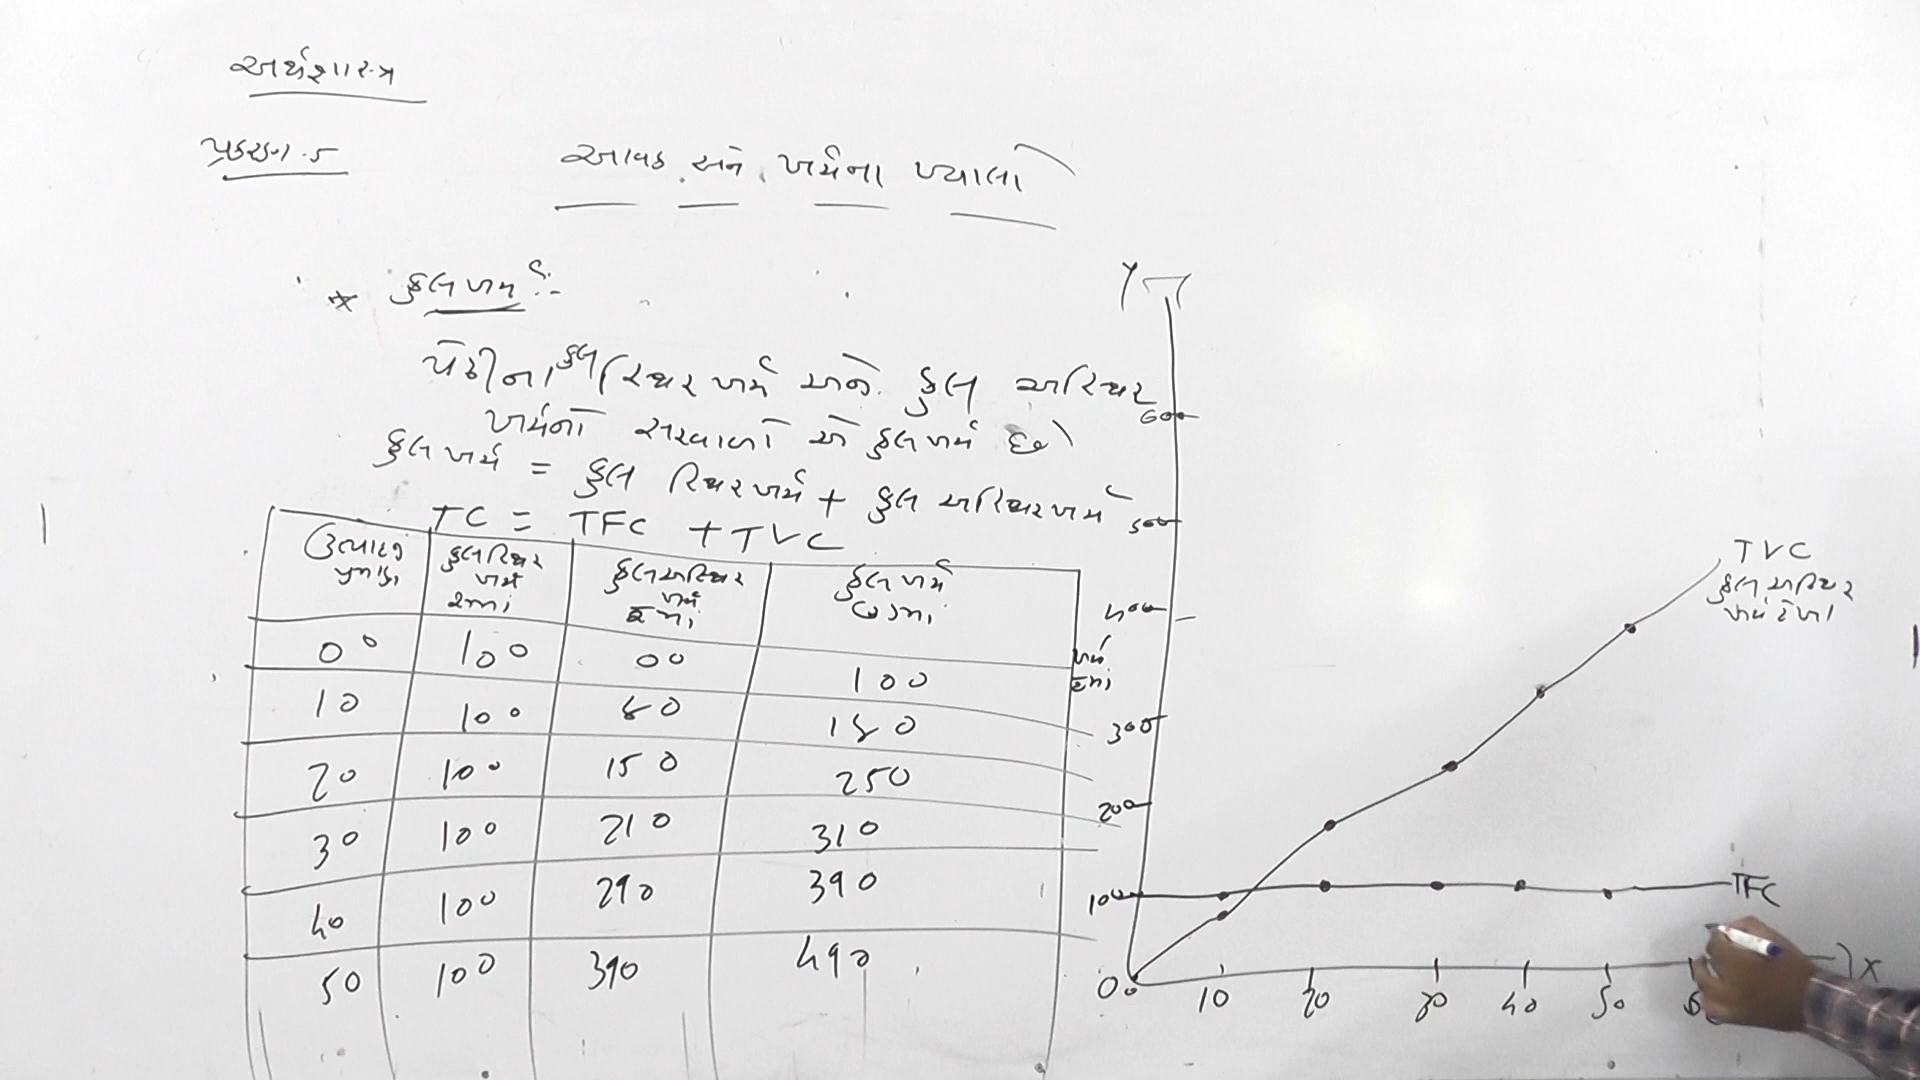 અર્થશાસ્ત્ર
પ્રકરણ.5
આવક અને ખર્ચના ખ્યાલો
* કુલ ખર્ચ :-
પેઢીના કુલ સ્થિર ખર્ચ અને કુલ અસ્થિર
ખર્ચનો સરવાળો એ કુલ ખર્ચ છે
કુલ ખર્ચ = કુલ સ્થિર ખર્ચ + કુલ અસ્થિર ખર્ચ
TC = TFC + TVC
ઉત્પાદન પ્રમાણ કુલ સ્થિર ખર્ચ રૂમાં કુલ અસ્થિર ખર્ચ રૂમાં કુલ ખર્ચ
00 100 00 100
10 100 80 180
20 100 150 250
30 100 210 310
40 100 290 390
50 100 390 490
Y
600
500
400
ખર્ચ રૂમાં
300
200
100
0
10 20 30 40 50
X
TVC
કુલ અસ્થિર
ખર્ચ રેખા
TFC